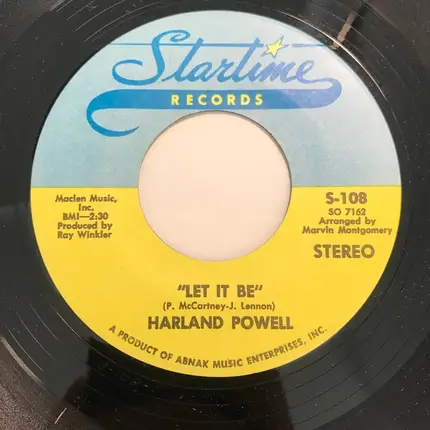 Startime
RECORDS
Maclen Music,
Inc.
BMI—2:30
Produced by
Ray Winkler
S-108
SO 7162
Arranged by
Marvin Montgomery
STEREO
"LET IT BE"
(P. McCartney-J. Lennon)
HARLAND POWELL
A PRODUCT OF ABNAK MUSIC ENTERPRISES, INC.